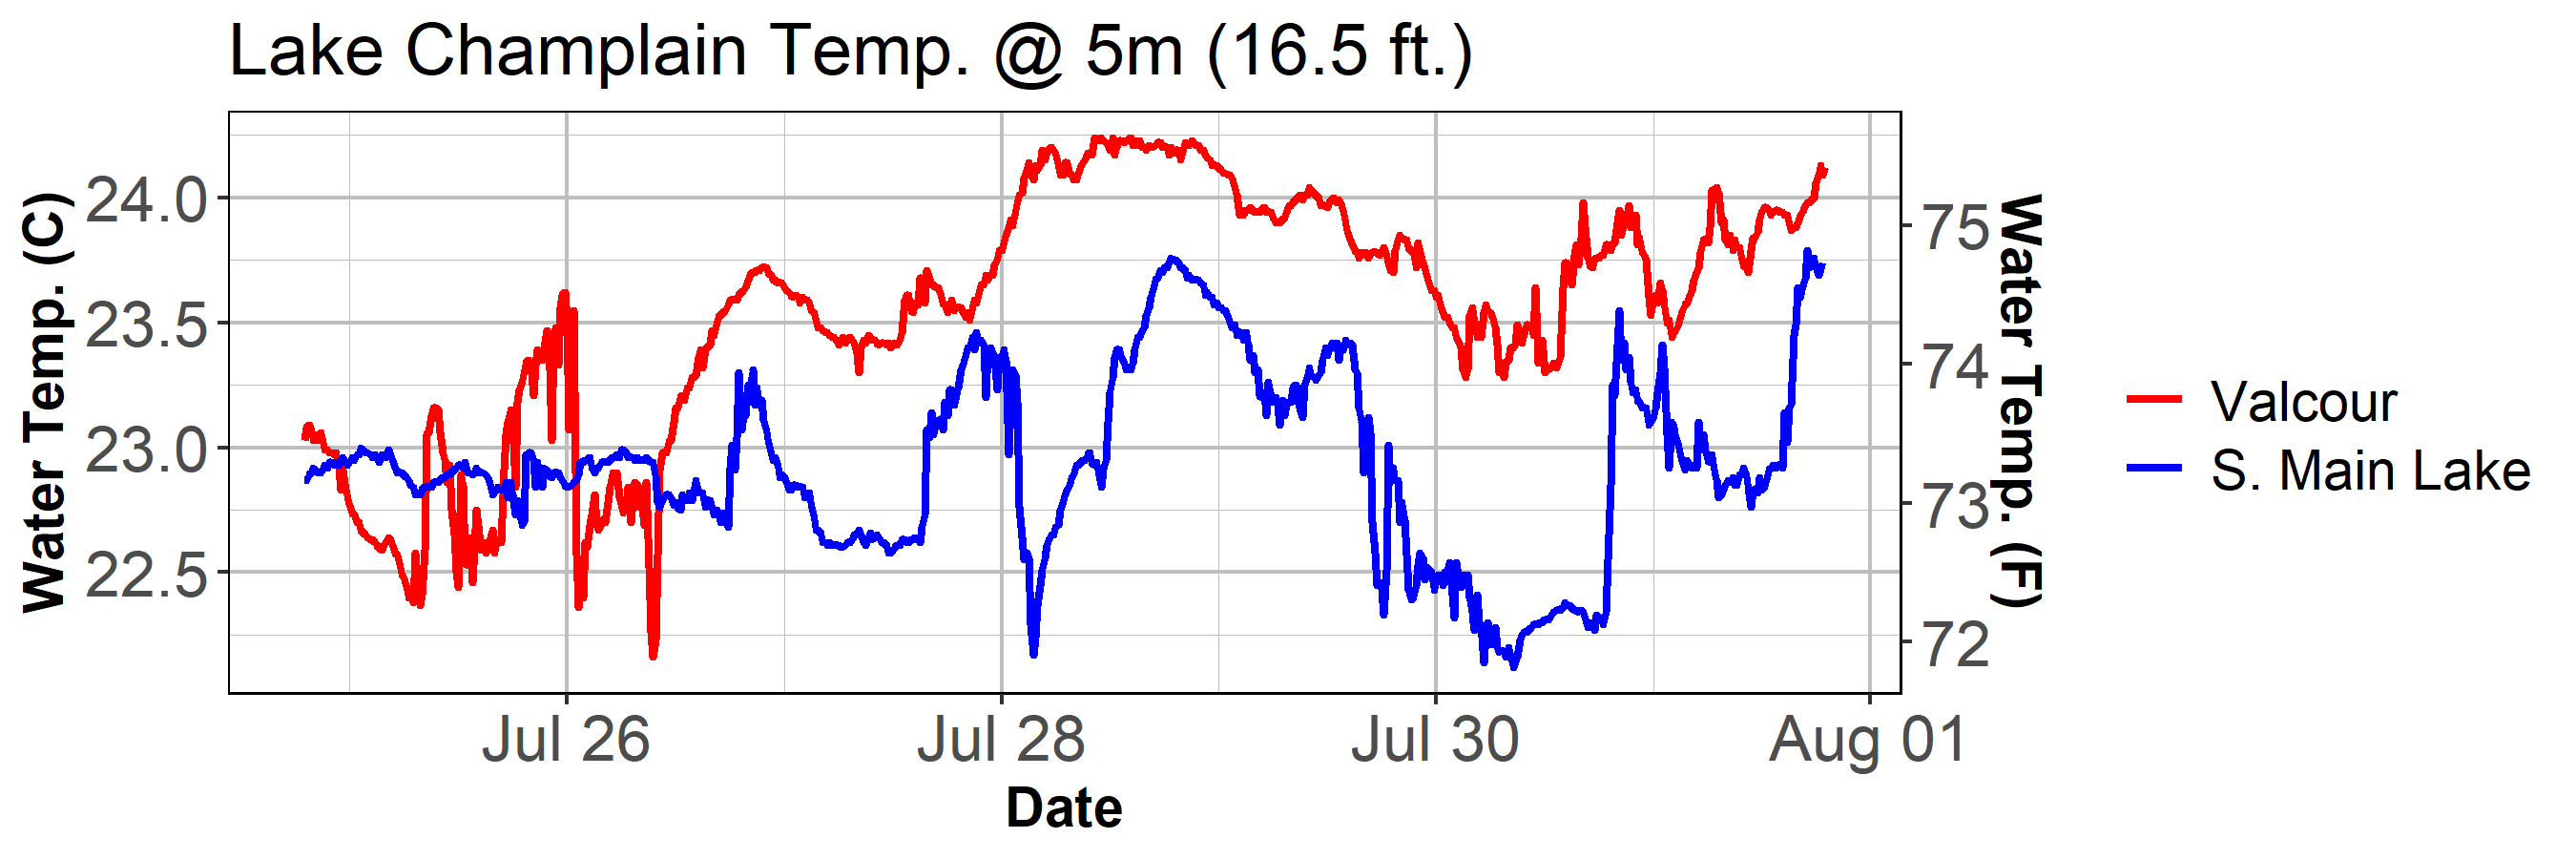 Lake Champlain Temp. @ 5m (16.5 ft.)
Water Temp. (C)
24.0
23.5
23.0
22.5
75
74
73
72
Water Temp. (F)
Jul 26
Jul 28
Jul 30
Aug 01
Date
Valcour
S. Main Lake